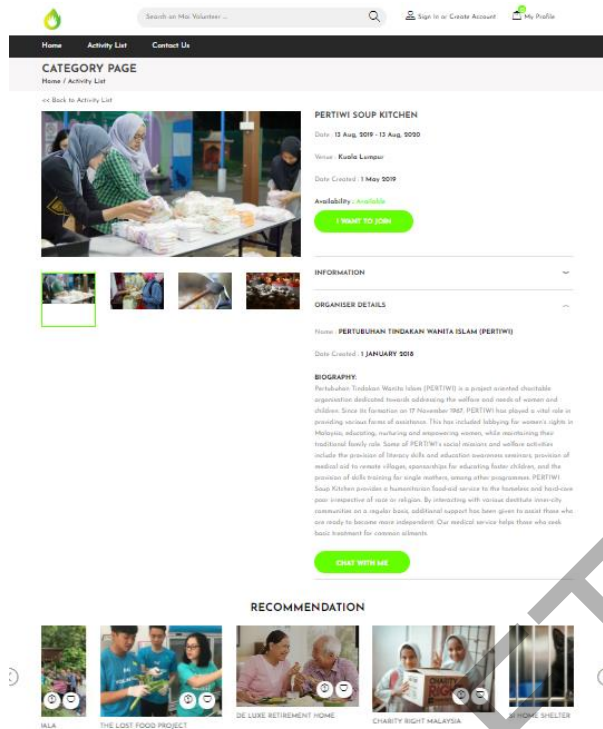 Search on Moi Volunteer ...
Sign In or Create Account
My Profile
Home Activity List Contact Us
CATEGORY PAGE
Home / Activity List
<< Back to Activity List
PERTIWI SOUP KITCHEN
Date : 13 Aug, 2019 - 13 Aug, 2020
Venue : Kuala Lumpur
Date Created : 1 May 2019
Availability : Available
I WANT TO JOIN
INFORMATION
ORGANISER DETAILS
Name : PERTUBUHAN TINDAKAN WANITA ISLAM (PERTIWI)
Date Created : 1 JANUARY 2018
BIOGRAPHY:
Pertubuhan Tindakan Wanita Islam (PERTIWI) is a project oriented charitable
organisation dedicated towards addressing the welfare and needs of women and
children. Since its formation on 17 November 1967, PERTIWI has played a vital role in
providing various forms of assistance. This has included lobbying for women's rights in
Malaysia, educating, nurturing and empowering women, while maintaining their
traditional family role. Some of PERTIWI's social missions and welfare activities
include the provision of literacy skills and education awareness seminars, provision of
medical aid to remote villages, sponsorships for educating foster children, and the
provision of skills training for single mothers, among other programmes. PERTIWI
Soup Kitchen provides a humanitarian food-aid service to the homeless and hard-core
poor irrespective of race or religion. By interacting with various destitute inner-city
communities on a regular basis, additional support has been given to assist those who
are ready to become more independent. Our medical service helps those who seek
basic treatment for common ailments.
CHAT WITH ME
RECOMMENDATION
CHARITY
RIGHT
IALA
THE LOST FOOD PROJECT
DE LUXE RETIREMENT HOME
CHARITY RIGHT MALAYSIA
SI HOME SHELTER